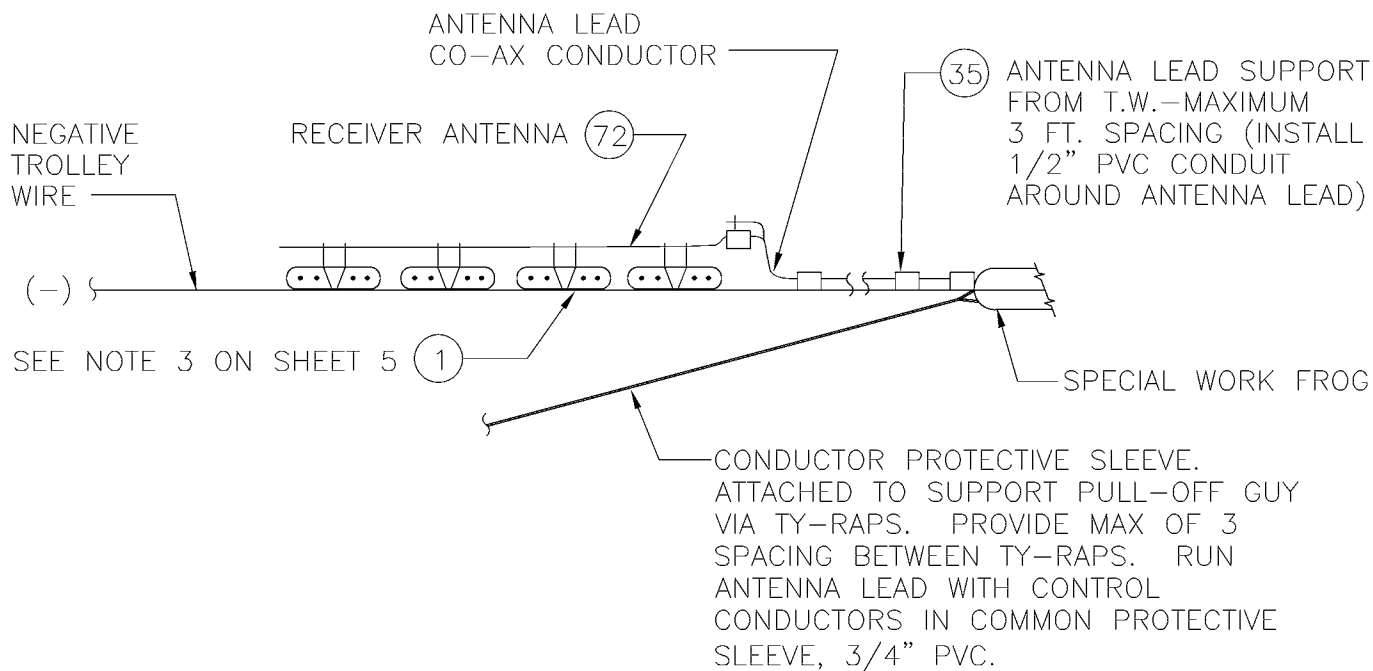 ANTENNA LEAD
CO-AX CONDUCTOR
35
ANTENNA LEAD SUPPORT
FROM T.W.-MAXIMUM
3 FT. SPACING (INSTALL
1/2" PVC CONDUIT
AROUND ANTENNA LEAD)
NEGATIVE
TROLLEY
WIRE
RECEIVER ANTENNA 72
(-)
SEE NOTE 3 ON SHEET 5 1
SPECIAL WORK FROG
CONDUCTOR PROTECTIVE SLEEVE.
ATTACHED TO SUPPORT PULL-OFF GUY
VIA TY-RAPS. PROVIDE MAX OF 3
SPACING BETWEEN TY-RAPS. RUN
ANTENNA LEAD WITH CONTROL
CONDUCTORS IN COMMON PROTECTIVE
SLEEVE, 3/4" PVC.